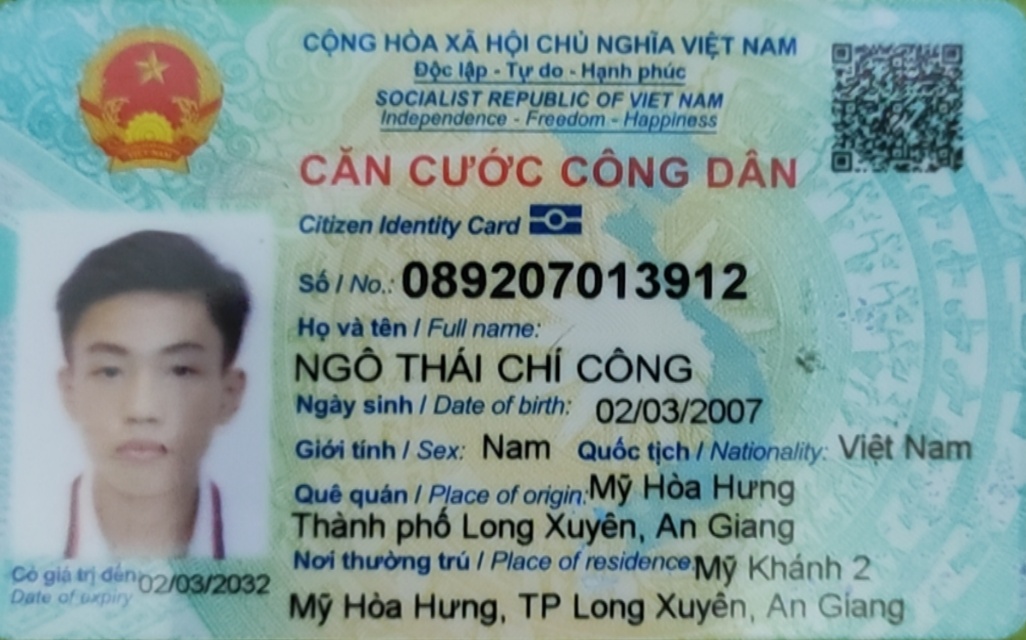 CỘNG HÒA XÃ HỘI CHỦ NGHĨA VIỆT NAM
Độc lập - Tự do - Hạnh phúc
SOCIALIST REPUBLIC OF VIET NAM
Independence - Freedom - Happiness
CĂN CƯỚC CÔNG DÂN
Citizen Identity Card
Số / No.: 089207013912
Họ và tên / Full name:
NGÔ THÁI CHÍ CÔNG
Ngày sinh / Date of birth: 02/03/2007
Giới tính / Sex: Nam Quốc tịch / Nationality: Việt Nam
Quê quán / Place of origin: Mỹ Hòa Hưng
Thành phố Long Xuyên, An Giang
Nơi thường trú / Place of residence: Mỹ Khánh 2
Mỹ Hòa Hưng, TP Long Xuyên, An Giang
Có giá trị đến: 02/03/2032
Date of expiry